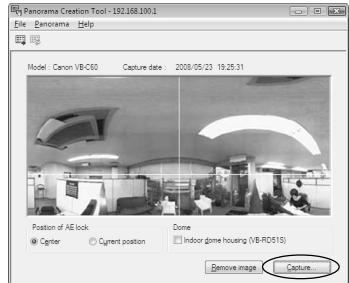 Panorama Creation Tool - 192.168.100.1
File Panorama Help
Model : Canon VB-C60 Capture date : 2008/05/23 19:25:31
Position of AE lock Dome
Center Current position Indoor dome housing (VB-RD51S)
Remove image Capture...